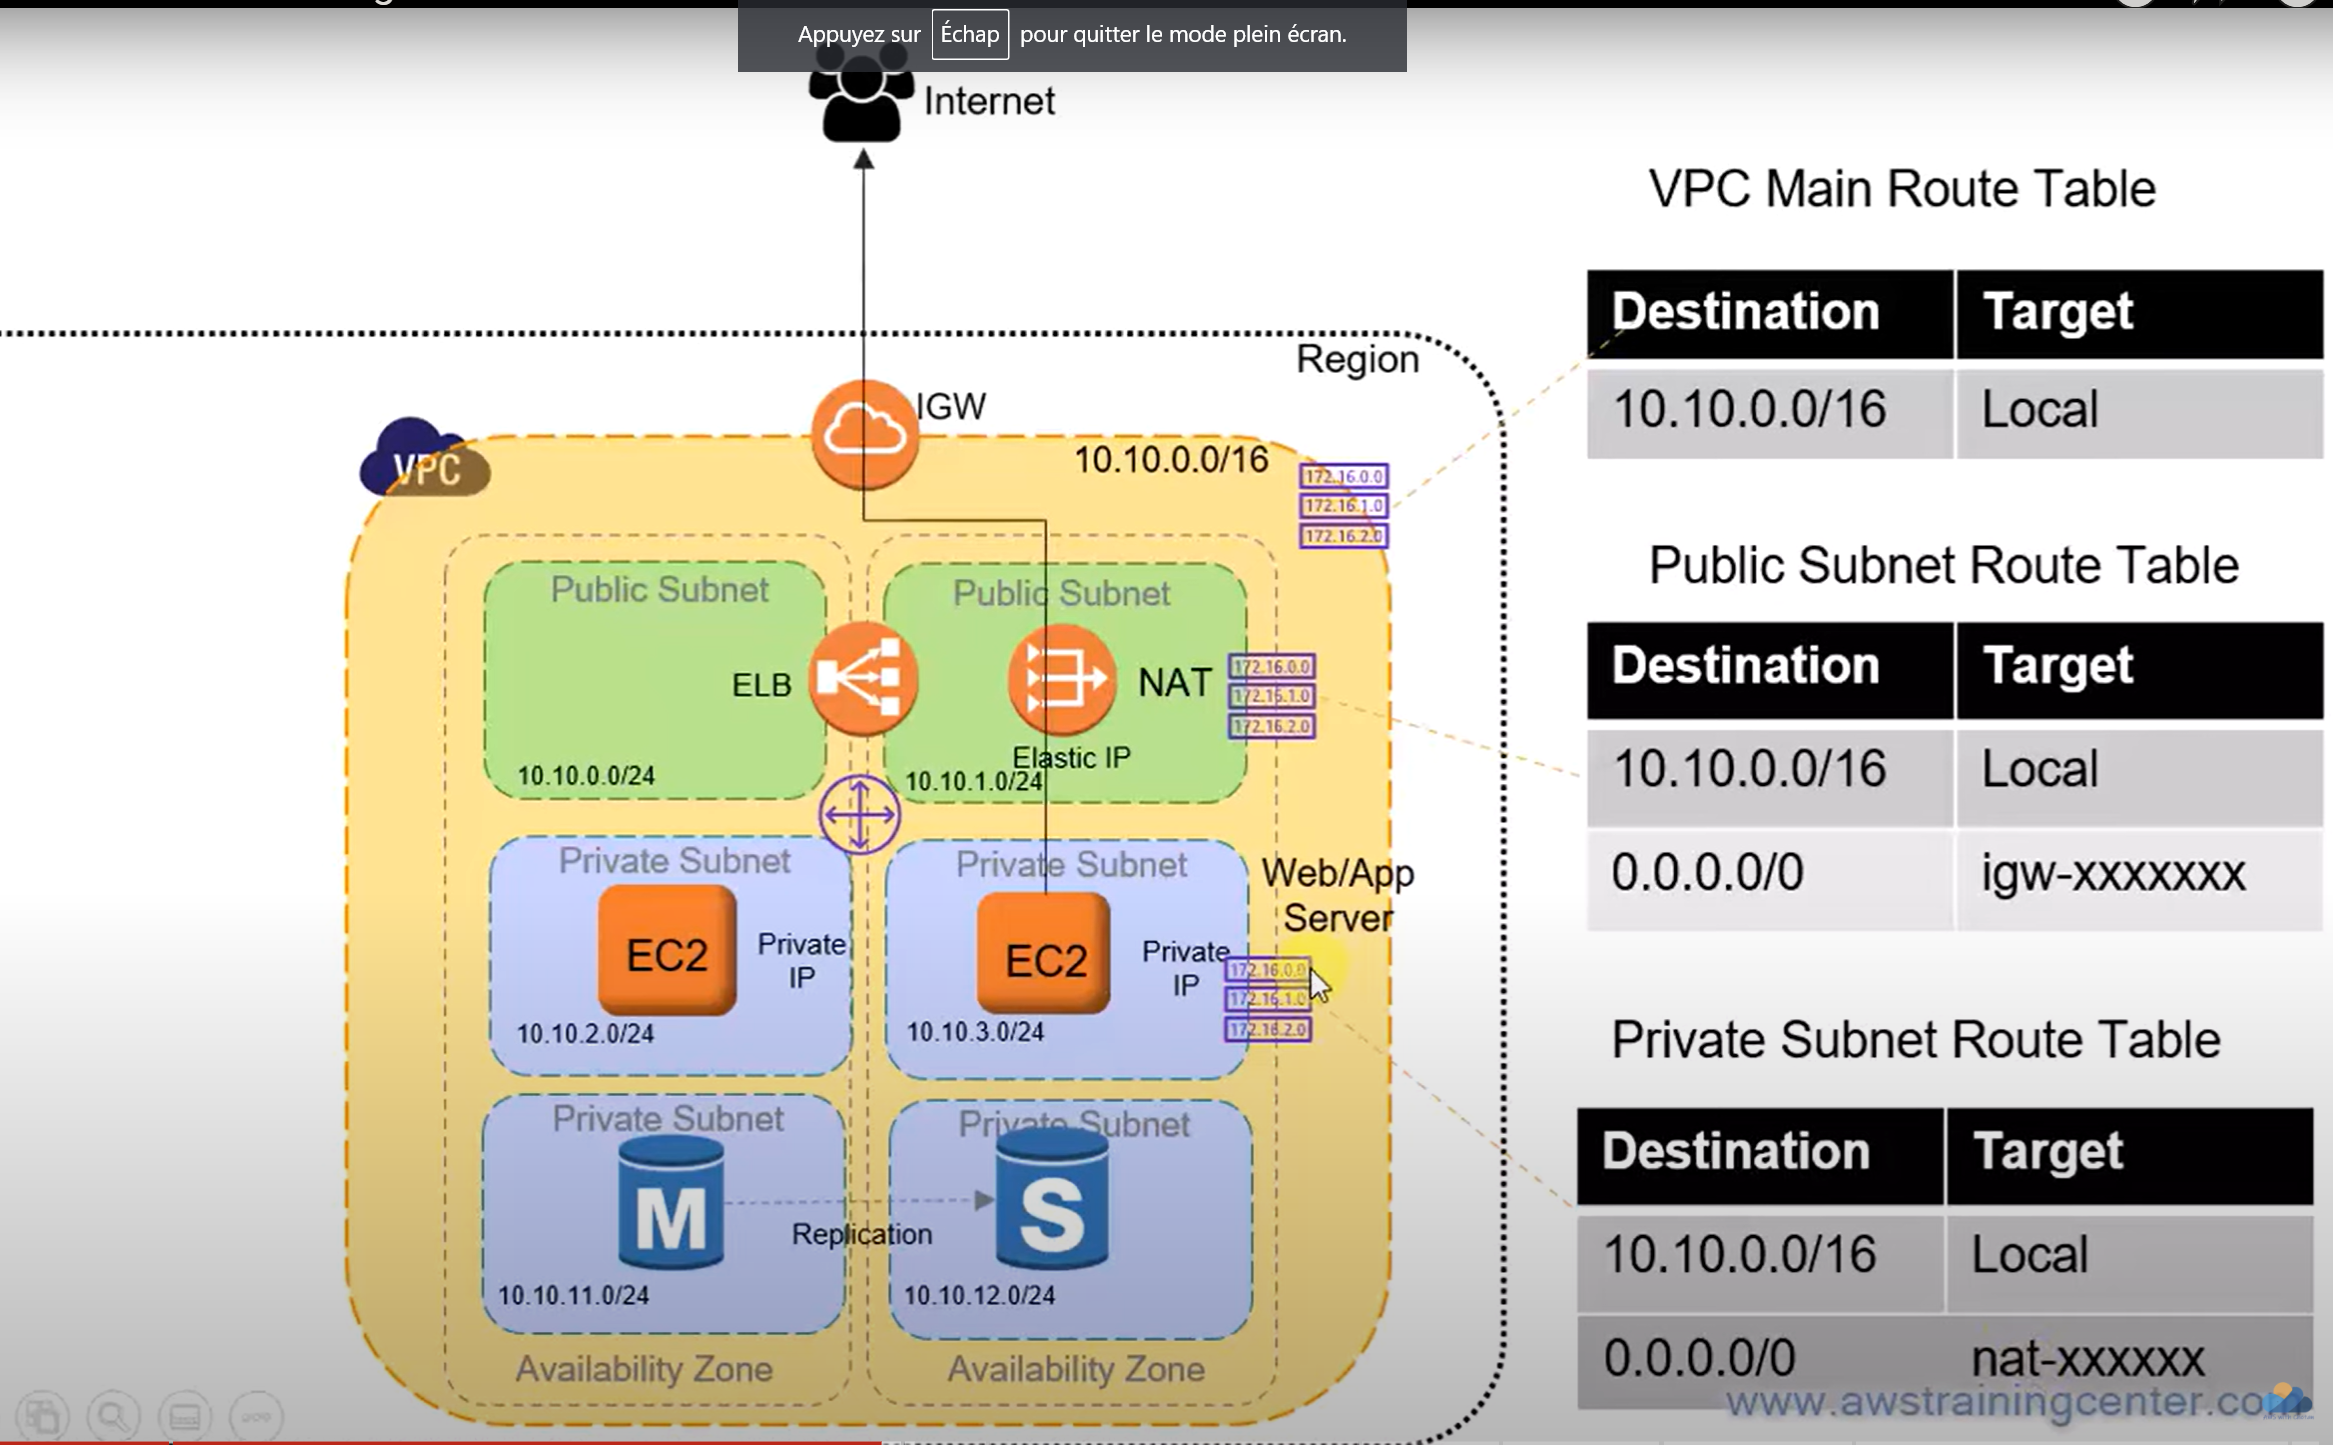 Appuyez sur Échap pour quitter le mode plein écran.
Internet
Region
IGW
VPC
10.10.0.0/16
172.16.0.0
172.16.1.0
172.16.2.0
Public Subnet
ELB
10.10.0.0/24
Public Subnet
NAT
Elastic IP
10.10.1.0/24
172.16.0.0
172.16.1.0
172.16.2.0
Private Subnet
EC2
Private
IP
10.10.2.0/24
Private Subnet
EC2
Private
IP
10.10.3.0/24
Web/App
Server
172.16.0.0
172.16.1.0
172.16.2.0
Private Subnet
M
10.10.11.0/24
Replication
Private Subnet
S
10.10.12.0/24
Availability Zone
Availability Zone
VPC Main Route Table
Destination Target
10.10.0.0/16 Local
Public Subnet Route Table
Destination Target
10.10.0.0/16 Local
0.0.0.0/0 igw-xxxxxxx
Private Subnet Route Table
Destination Target
10.10.0.0/16 Local
0.0.0.0/0 nat-xxxxxx
www.awstrainingcenter.co